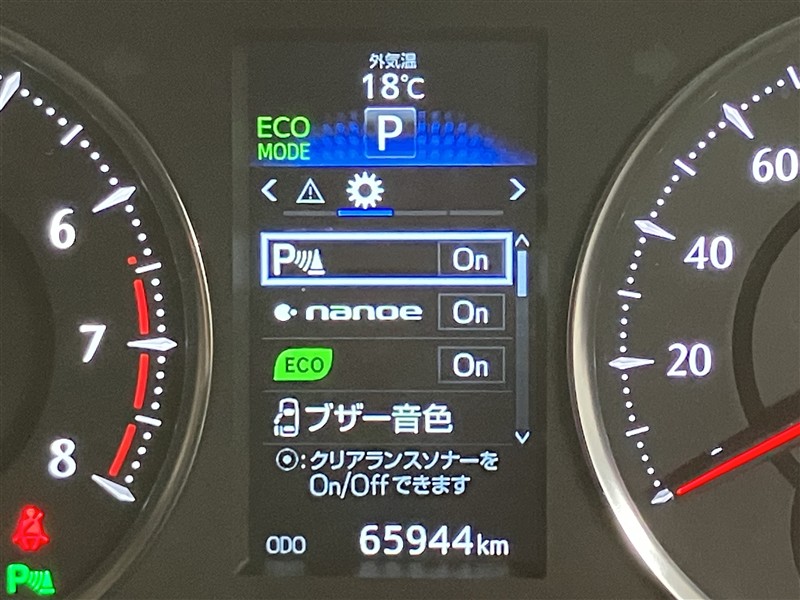 外気温
18℃
ECO
MODE
P
P On
nanoe On
ECO On
ブザー音色
:クリアランスソナーを
On/Offできます
ODO 65944km
6
7
8
P
60
40
20